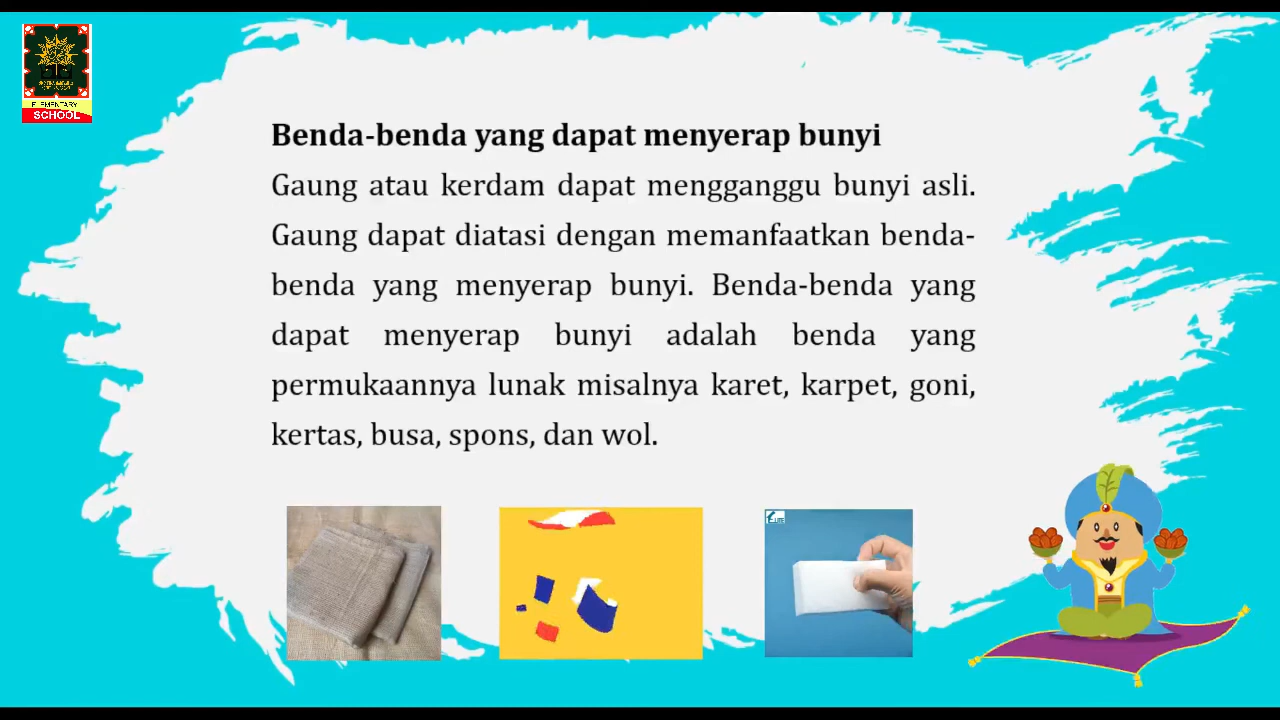 ELEMENTARY
SCHOOL
Benda-benda yang dapat menyerap bunyi
Gaung atau kerdam dapat mengganggu bunyi asli.
Gaung dapat diatasi dengan memanfaatkan benda-
benda yang menyerap bunyi. Benda-benda yang
dapat menyerap bunyi adalah benda yang
permukaannya lunak misalnya karet, karpet, goni,
kertas, busa, spons, dan wol.